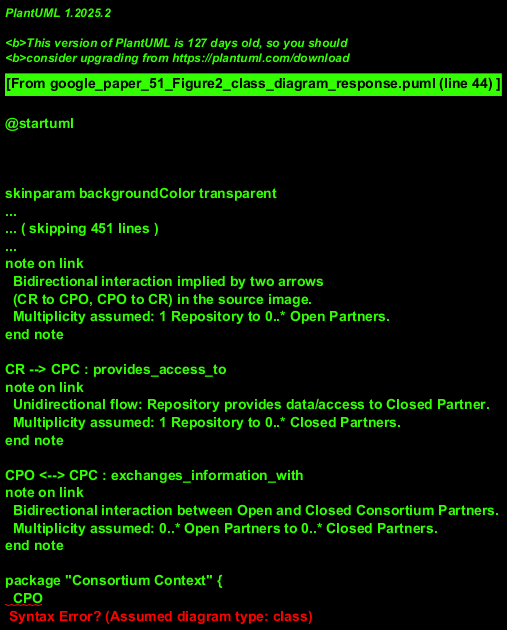 PlantUML 1.2025.2
<b>This version of PlantUML is 127 days old, so you should
<b>consider upgrading from https://plantuml.com/download
[From google_paper_51_Figure2_class_diagram_response.puml (line 44) ]
@startuml
skinparam backgroundColor transparent
...
... ( skipping 451 lines )
...
note on link
Bidirectional interaction implied by two arrows
(CR to CPO, CPO to CR) in the source image.
Multiplicity assumed: 1 Repository to 0..* Open Partners.
end note
CR --> CPC : provides_access_to
note on link
Unidirectional flow: Repository provides data/access to Closed Partner.
Multiplicity assumed: 1 Repository to 0..* Closed Partners.
end note
CPO <--> CPC : exchanges_information_with
note on link
Bidirectional interaction between Open and Closed Consortium Partners.
Multiplicity assumed: 0..* Open Partners to 0..* Closed Partners.
end note
package "Consortium Context" {
CPO
Syntax Error? (Assumed diagram type: class)